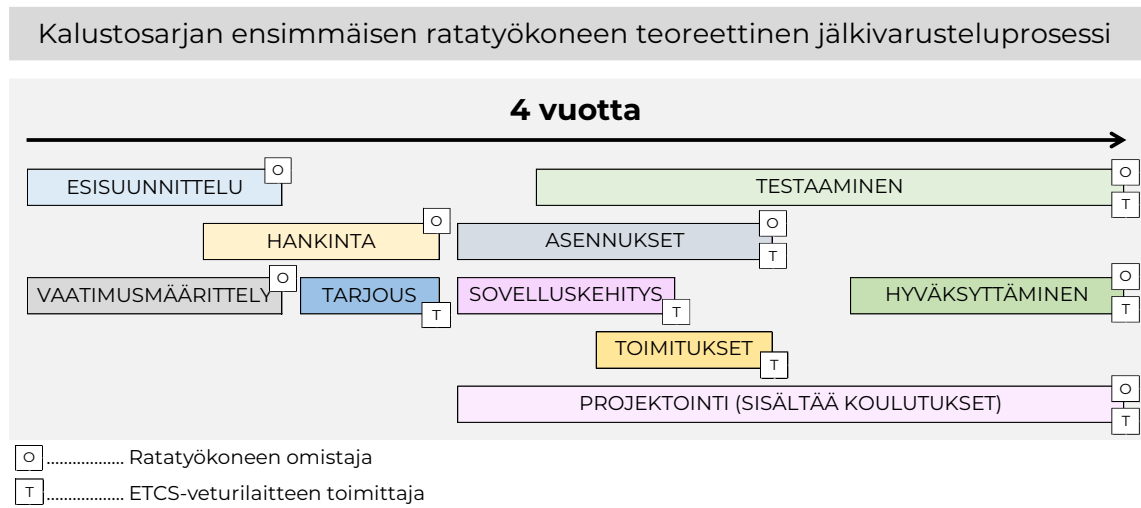 Kalustosarjan ensimmäisen ratatyökoneen teoreettinen jälkivarusteluprosessi
4 vuotta
ESISUUNNITTELU
O
TESTAAMINEN
O
T
HANKINTA
O
ASENNUKSET
O
T
VAATIMUSMÄÄRITTELY
O
TARJOUS
T
SOVELLUSKEHITYS
T
HYVÄKSYTTÄMINEN
O
T
TOIMITUKSET
T
PROJEKTOINTI (SISÄLTÄÄ KOULUTUKSET)
O
T
O .................. Ratatyökoneen omistaja
T .................. ETCS-veturilaitteen toimittaja